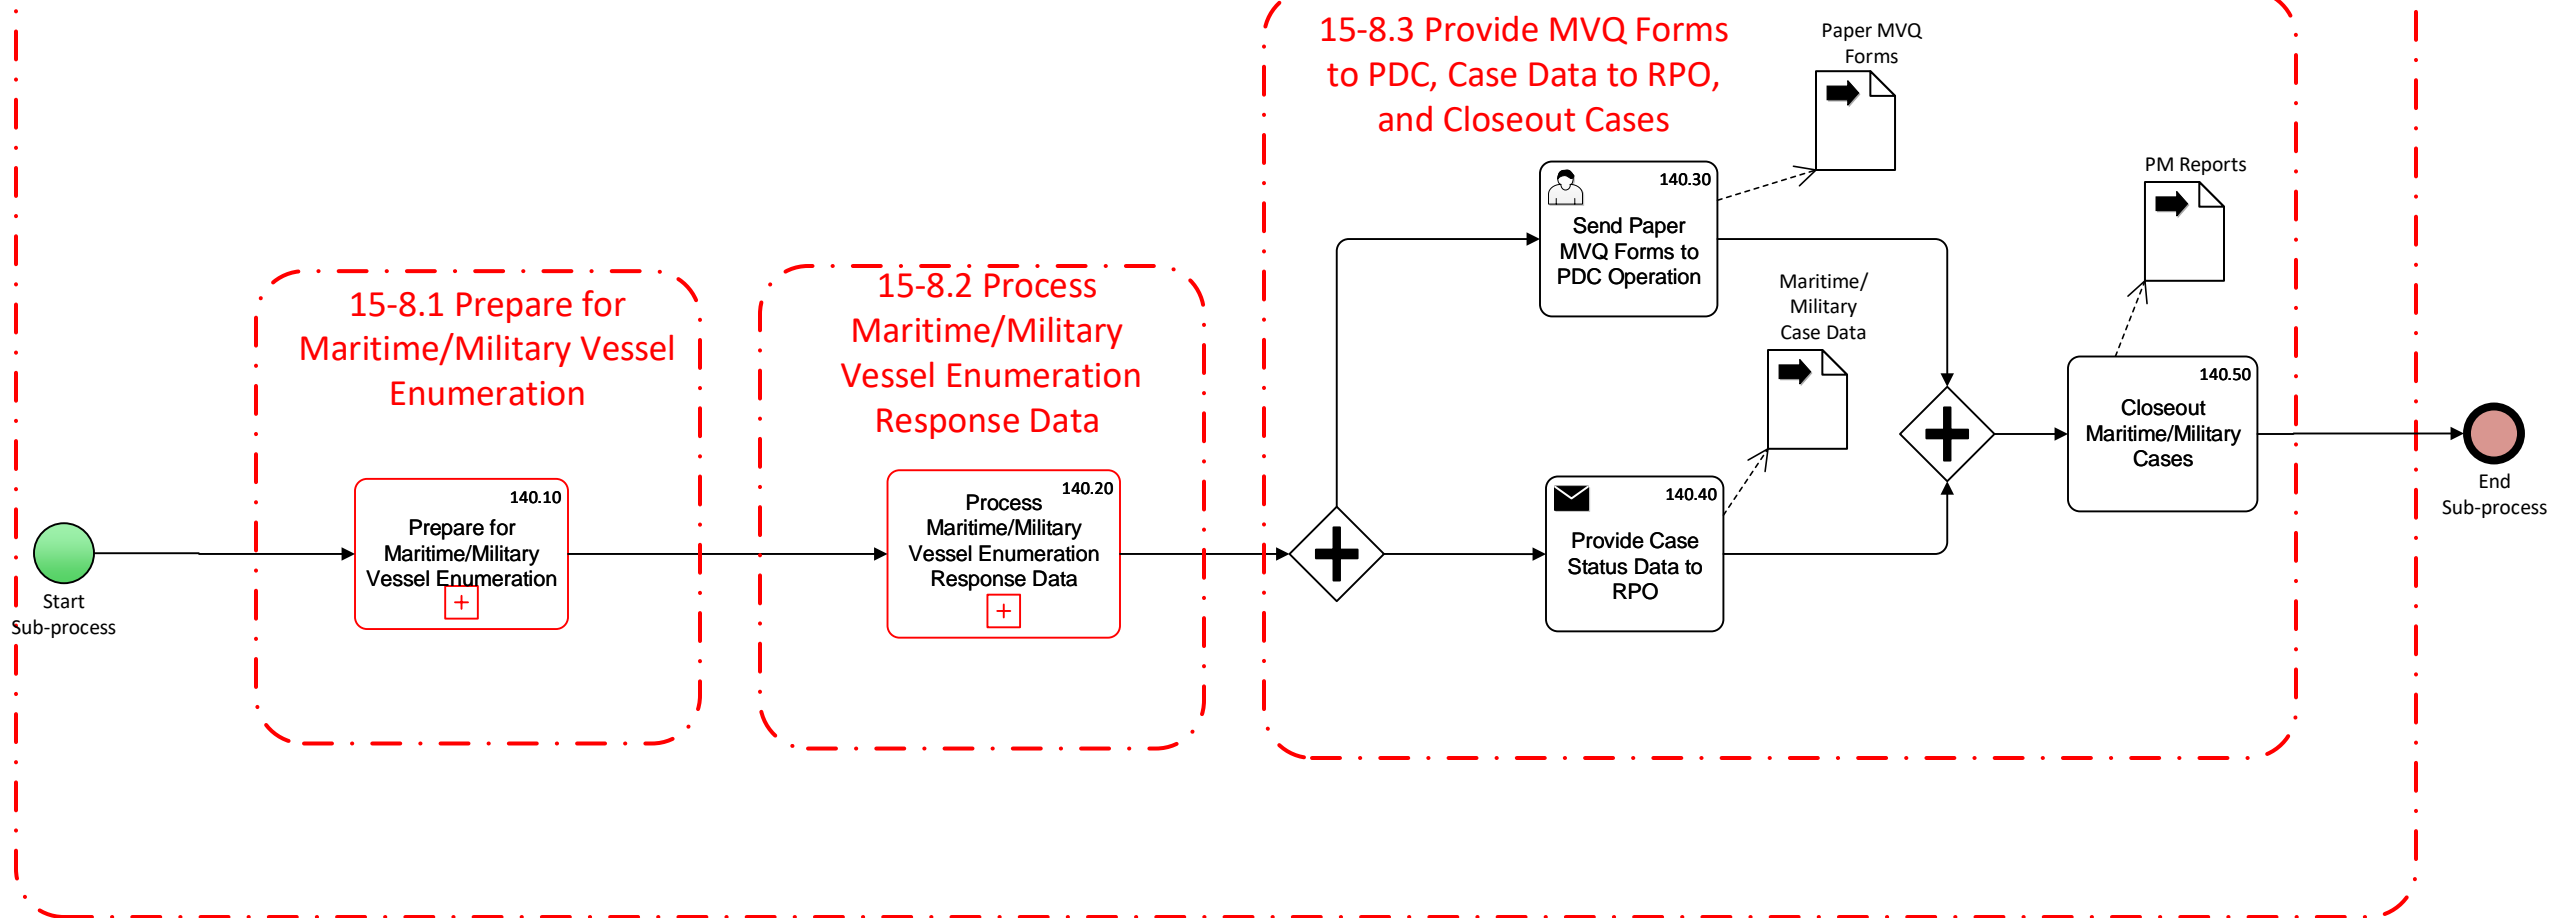 15-8.3 Provide MVQ Forms
to PDC, Case Data to RPO,
and Closeout Cases
Paper MVQ
Forms
140.30
Send Paper
MVQ Forms to
PDC Operation
PM Reports
15-8.1 Prepare for
Maritime/Military Vessel
Enumeration
15-8.2 Process
Maritime/Military
Vessel Enumeration
Response Data
Maritime/
Military
Case Data
140.50
Closeout
Maritime/Military
Cases
End
Sub-process
Start
Sub-process
140.10
Prepare for
Maritime/Military
Vessel Enumeration
140.20
Process
Maritime/Military
Vessel Enumeration
Response Data
140.40
Provide Case
Status Data to
RPO